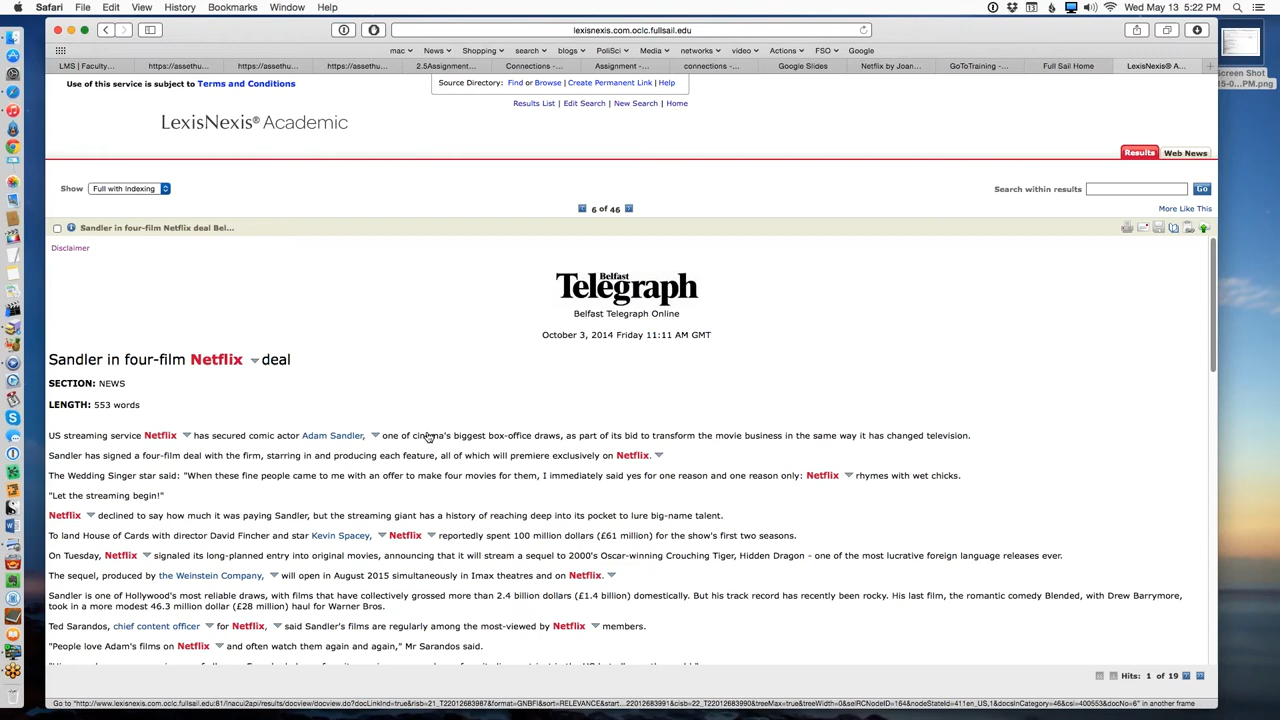 Safari File Edit View History Bookmarks Window Help Wed May 13 5:22 PM
lexisnexis.com.oclc.fullsail.edu
mac News Shopping search blogs PoliSci Media networks video Actions FSO Google
LMS | Faculty... https://assethu... https://assethu... https://assethu... 2.5Assignment... Connections -... Assignment -... connections -... Google Slides Netflix by Joan... GoToTraining -... Full Sail Home LexisNexis® A...
Screen Shot
15-0...PM.png
Use of this service is subject to Terms and Conditions
Source Directory: Find or Browse | Create Permanent Link | Help
Results List | Edit Search | New Search | Home
LexisNexis® Academic
Results Web News
Show Full with Indexing
Search within results Go
6 of 46
More Like This
Sandler in four-film Netflix deal Bel...
Disclaimer
Belfast
Telegraph
Belfast Telegraph Online
October 3, 2014 Friday 11:11 AM GMT
Sandler in four-film Netflix deal
SECTION: NEWS
LENGTH: 553 words
US streaming service Netflix has secured comic actor Adam Sandler, one of cinema's biggest box-office draws, as part of its bid to transform the movie business in the same way it has changed television.
Sandler has signed a four-film deal with the firm, starring in and producing each feature, all of which will premiere exclusively on Netflix.
The Wedding Singer star said: "When these fine people came to me with an offer to make four movies for them, I immediately said yes for one reason and one reason only: Netflix rhymes with wet chicks.
"Let the streaming begin!"
Netflix declined to say how much it was paying Sandler, but the streaming giant has a history of reaching deep into its pocket to lure big-name talent.
To land House of Cards with director David Fincher and star Kevin Spacey, Netflix reportedly spent 100 million dollars (£61 million) for the show's first two seasons.
On Tuesday, Netflix signaled its long-planned entry into original movies, announcing that it will stream a sequel to 2000's Oscar-winning Crouching Tiger, Hidden Dragon - one of the most lucrative foreign language releases ever.
The sequel, produced by the Weinstein Company, will open in August 2015 simultaneously in Imax theatres and on Netflix.
Sandler is one of Hollywood's most reliable draws, with films that have collectively grossed more than 2.4 billion dollars (£1.4 billion) domestically. But his track record has recently been rocky. His last film, the romantic comedy Blended, with Drew Barrymore,
took in a more modest 46.3 million dollar (£28 million) haul for Warner Bros.
Ted Sarandos, chief content officer for Netflix, said Sandler's films are regularly among the most-viewed by Netflix members.
"People love Adam's films on Netflix and often watch them again and again," Mr Sarandos said.
Hits: 1 of 19